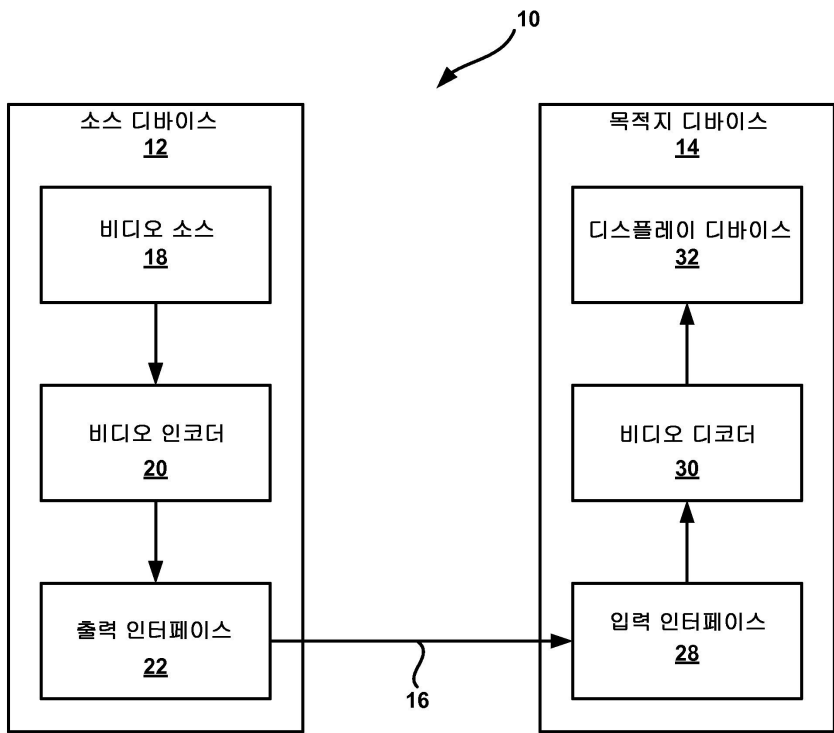 10
소스 디바이스
12
비디오 소스
18
비디오 인코더
20
출력 인터페이스
22
16
목적지 디바이스
14
디스플레이 디바이스
32
비디오 디코더
30
입력 인터페이스
28